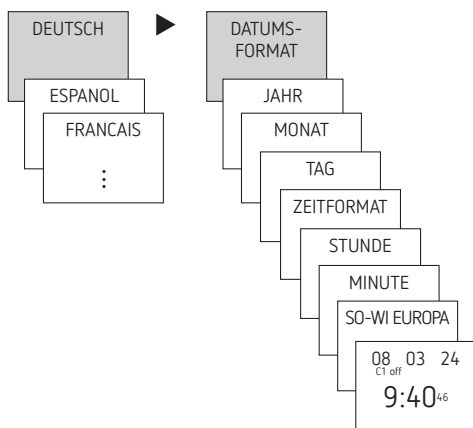 DEUTSCH
ESPANOL
FRANCAIS
⋮
DATUMS-
FORMAT
JAHR
MONAT
TAG
ZEITFORMAT
STUNDE
MINUTE
SO-WI EUROPA
08 03 24
C1 off
9:40 46